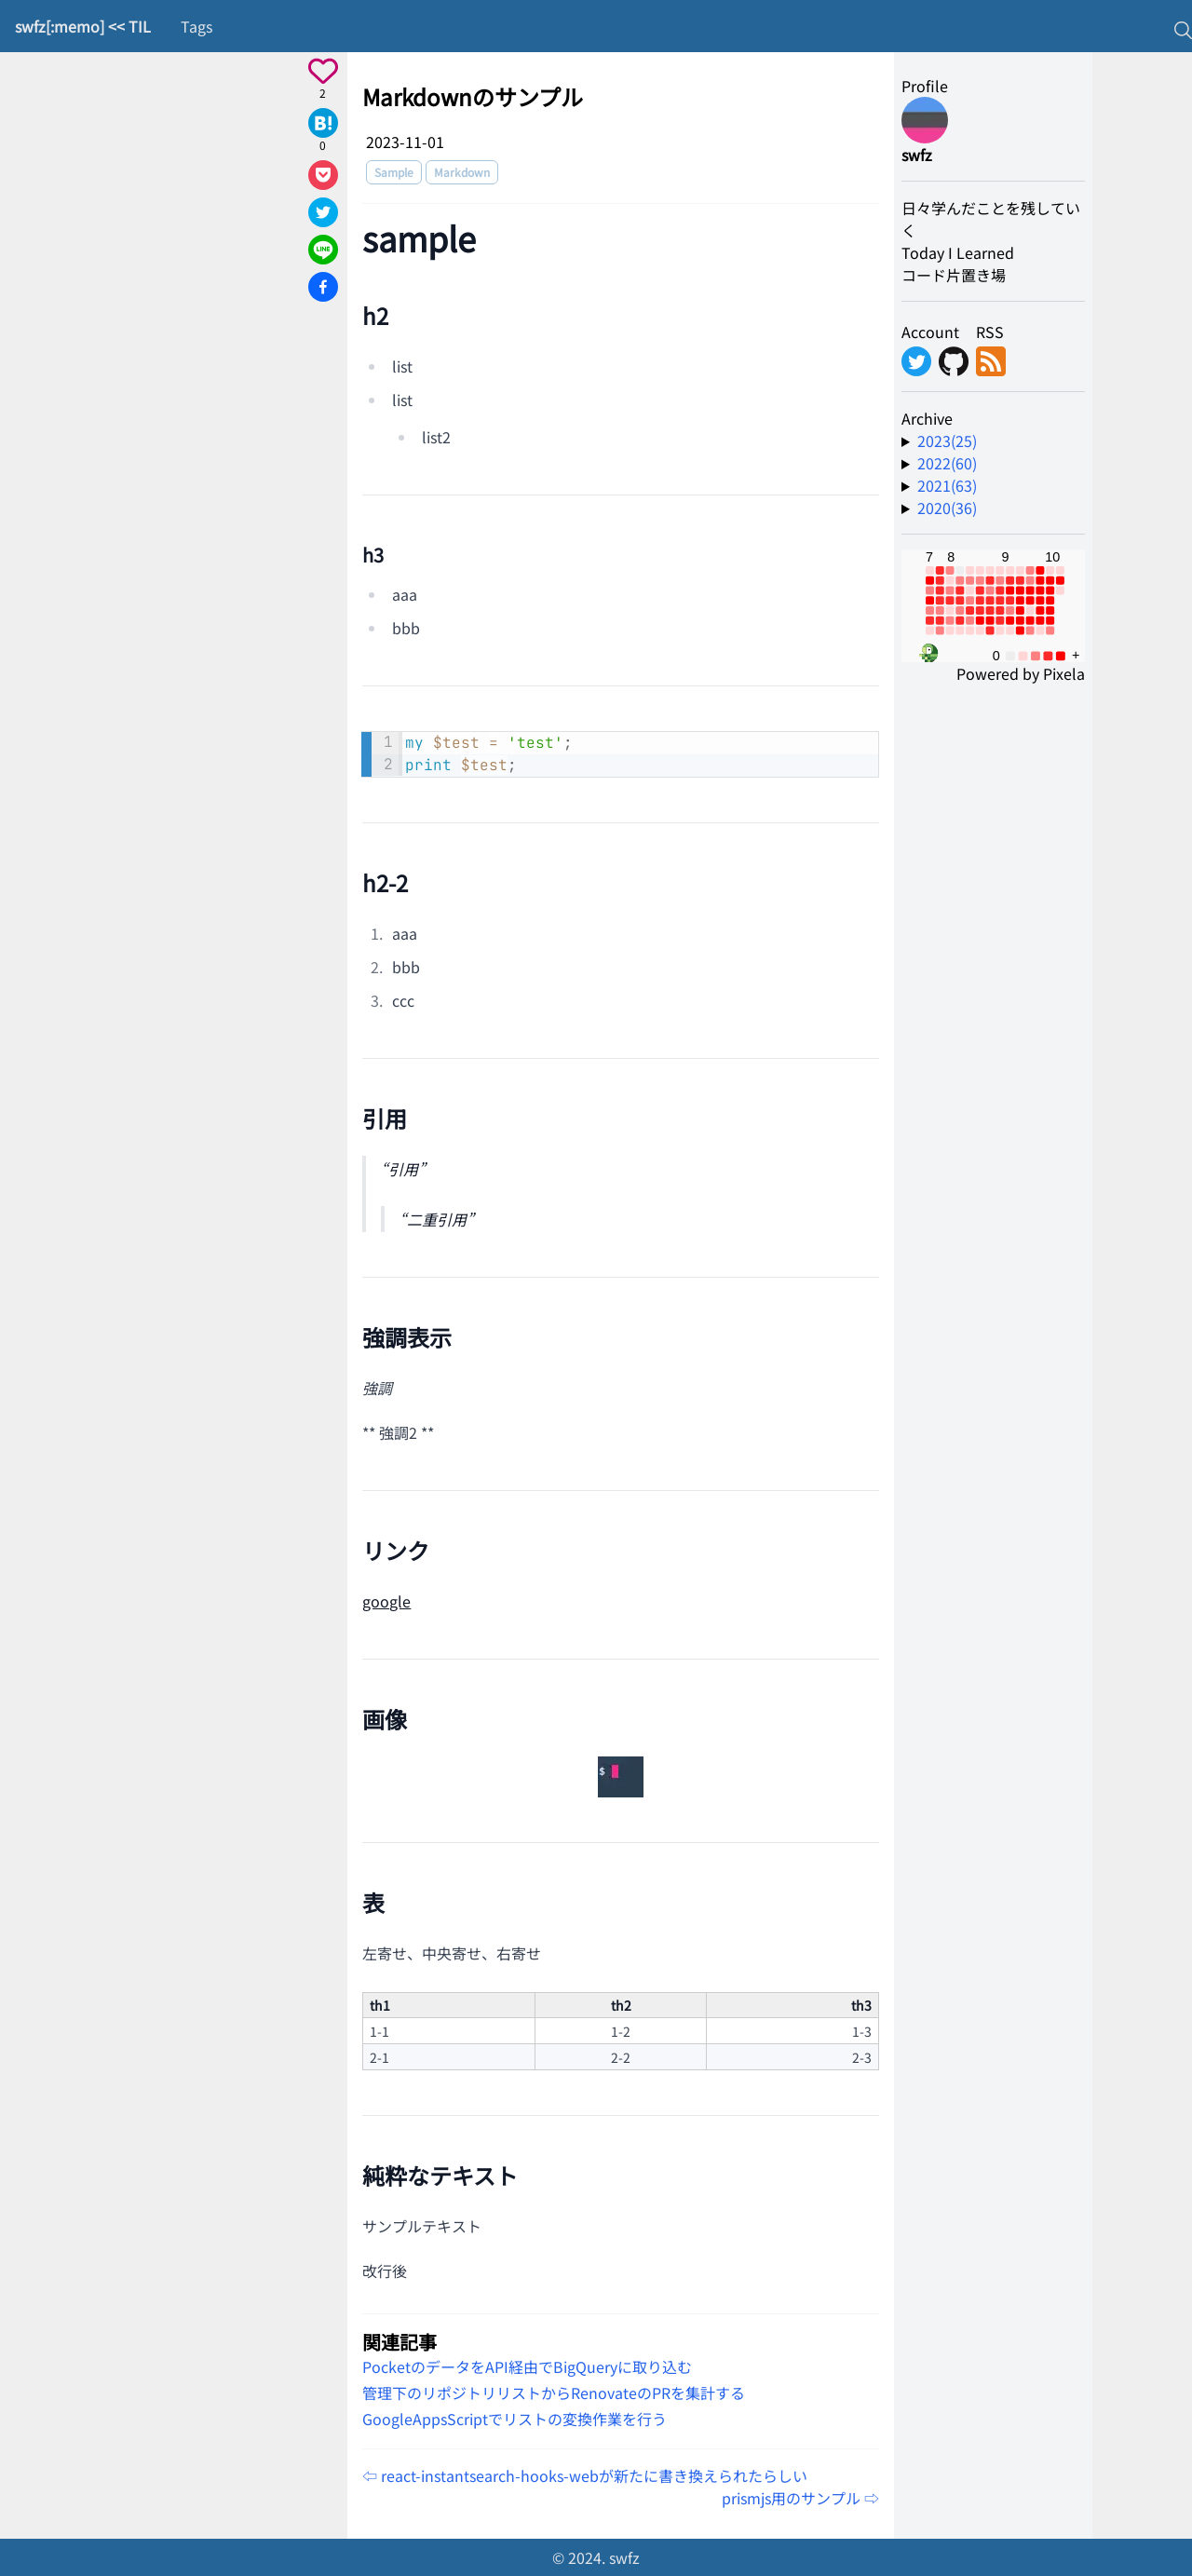 swfz[:memo] << TIL Tags
2
B!
0
LINE
Markdownのサンプル
2023-11-01
Sample Markdown
sample
h2
list
list
list2
h3
aaa
bbb
1 my $test = 'test';
2 print $test;
h2-2
1. aaa
2. bbb
3. ccc
引用
“引用”
“二重引用”
強調表示
強調
** 強調2 **
リンク
google
画像
$
表
左寄せ、中央寄せ、右寄せ
th1 th2 th3
1-1 1-2 1-3
2-1 2-2 2-3
純粋なテキスト
サンプルテキスト
改行後
関連記事
PocketのデータをAPI経由でBigQueryに取り込む
管理下のリポジトリリストからRenovateのPRを集計する
GoogleAppsScriptでリストの変換作業を行う
⇦ react-instantsearch-hooks-webが新たに書き換えられたらしい
prismjs用のサンプル ⇨
Profile
swfz
日々学んだことを残してい
く
Today I Learned
コード片置き場
Account RSS
Archive
2023(25)
2022(60)
2021(63)
2020(36)
7 8 9 10
0 +
Powered by Pixela
© 2024. swfz